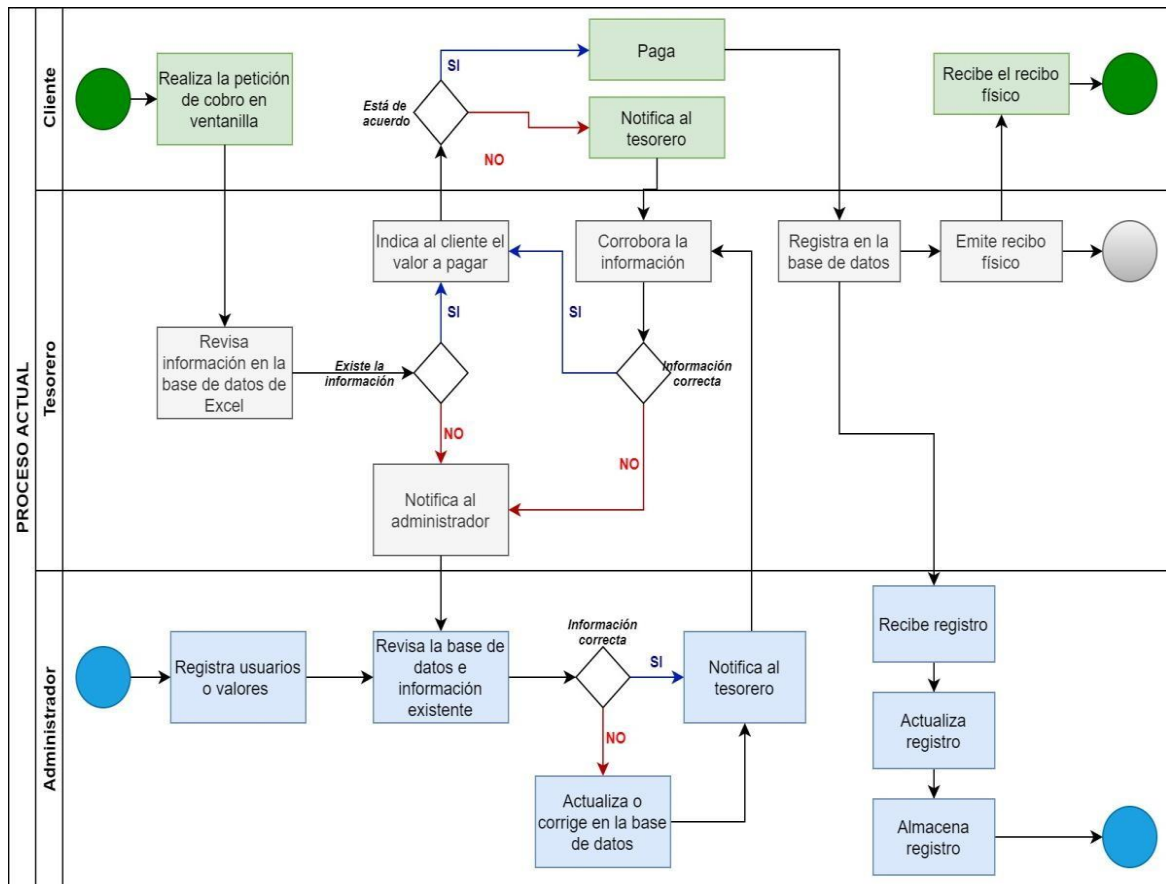 PROCESO ACTUAL
Cliente
Realiza la petición
de cobro en
ventanilla
Está de
acuerdo
SI
NO
Paga
Notifica al
tesorero
Recibe el recibo
físico
Tesorero
Revisa
información en la
base de datos de
Excel
Existe la
información
SI
NO
Indica al cliente el
valor a pagar
Notifica al
administrador
Corrobora la
información
SI
Información
correcta
NO
Registra en la
base de datos
Emite recibo
físico
Administrador
Registra usuarios
o valores
Revisa la base de
datos e
información
existente
Información
correcta
SI
NO
Notifica al
tesorero
Actualiza o
corrige en la base
de datos
Recibe registro
Actualiza
registro
Almacena
registro